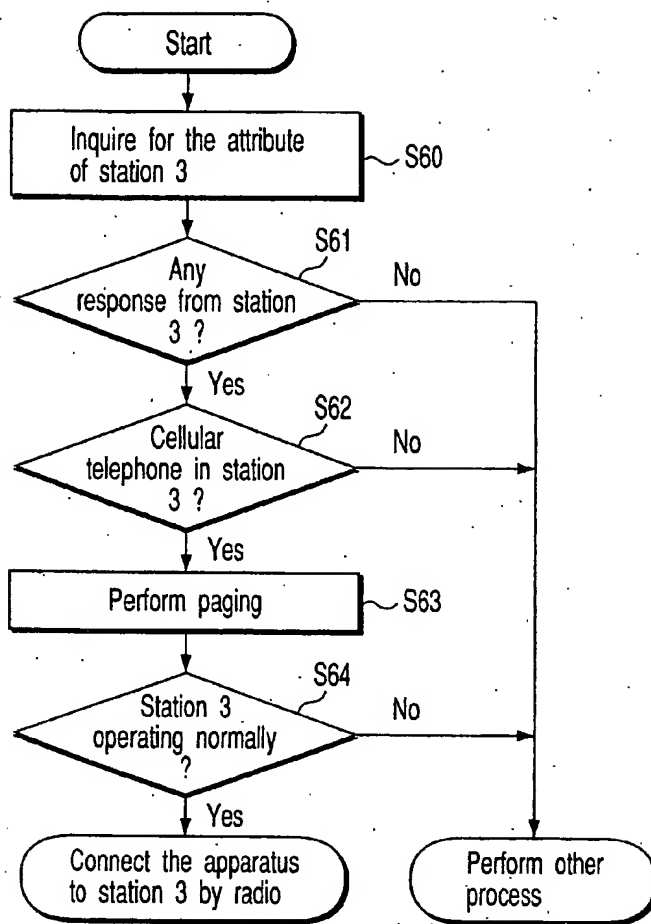 Start
Inquire for the attribute
of station 3
S60
S61
Any
response from station
3 ?
No
Yes
S62
Cellular
telephone in station
3 ?
No
Yes
Perform paging
S63
S64
Station 3
operating normally
?
No
Yes
Connect the apparatus
to station 3 by radio
Perform other
process